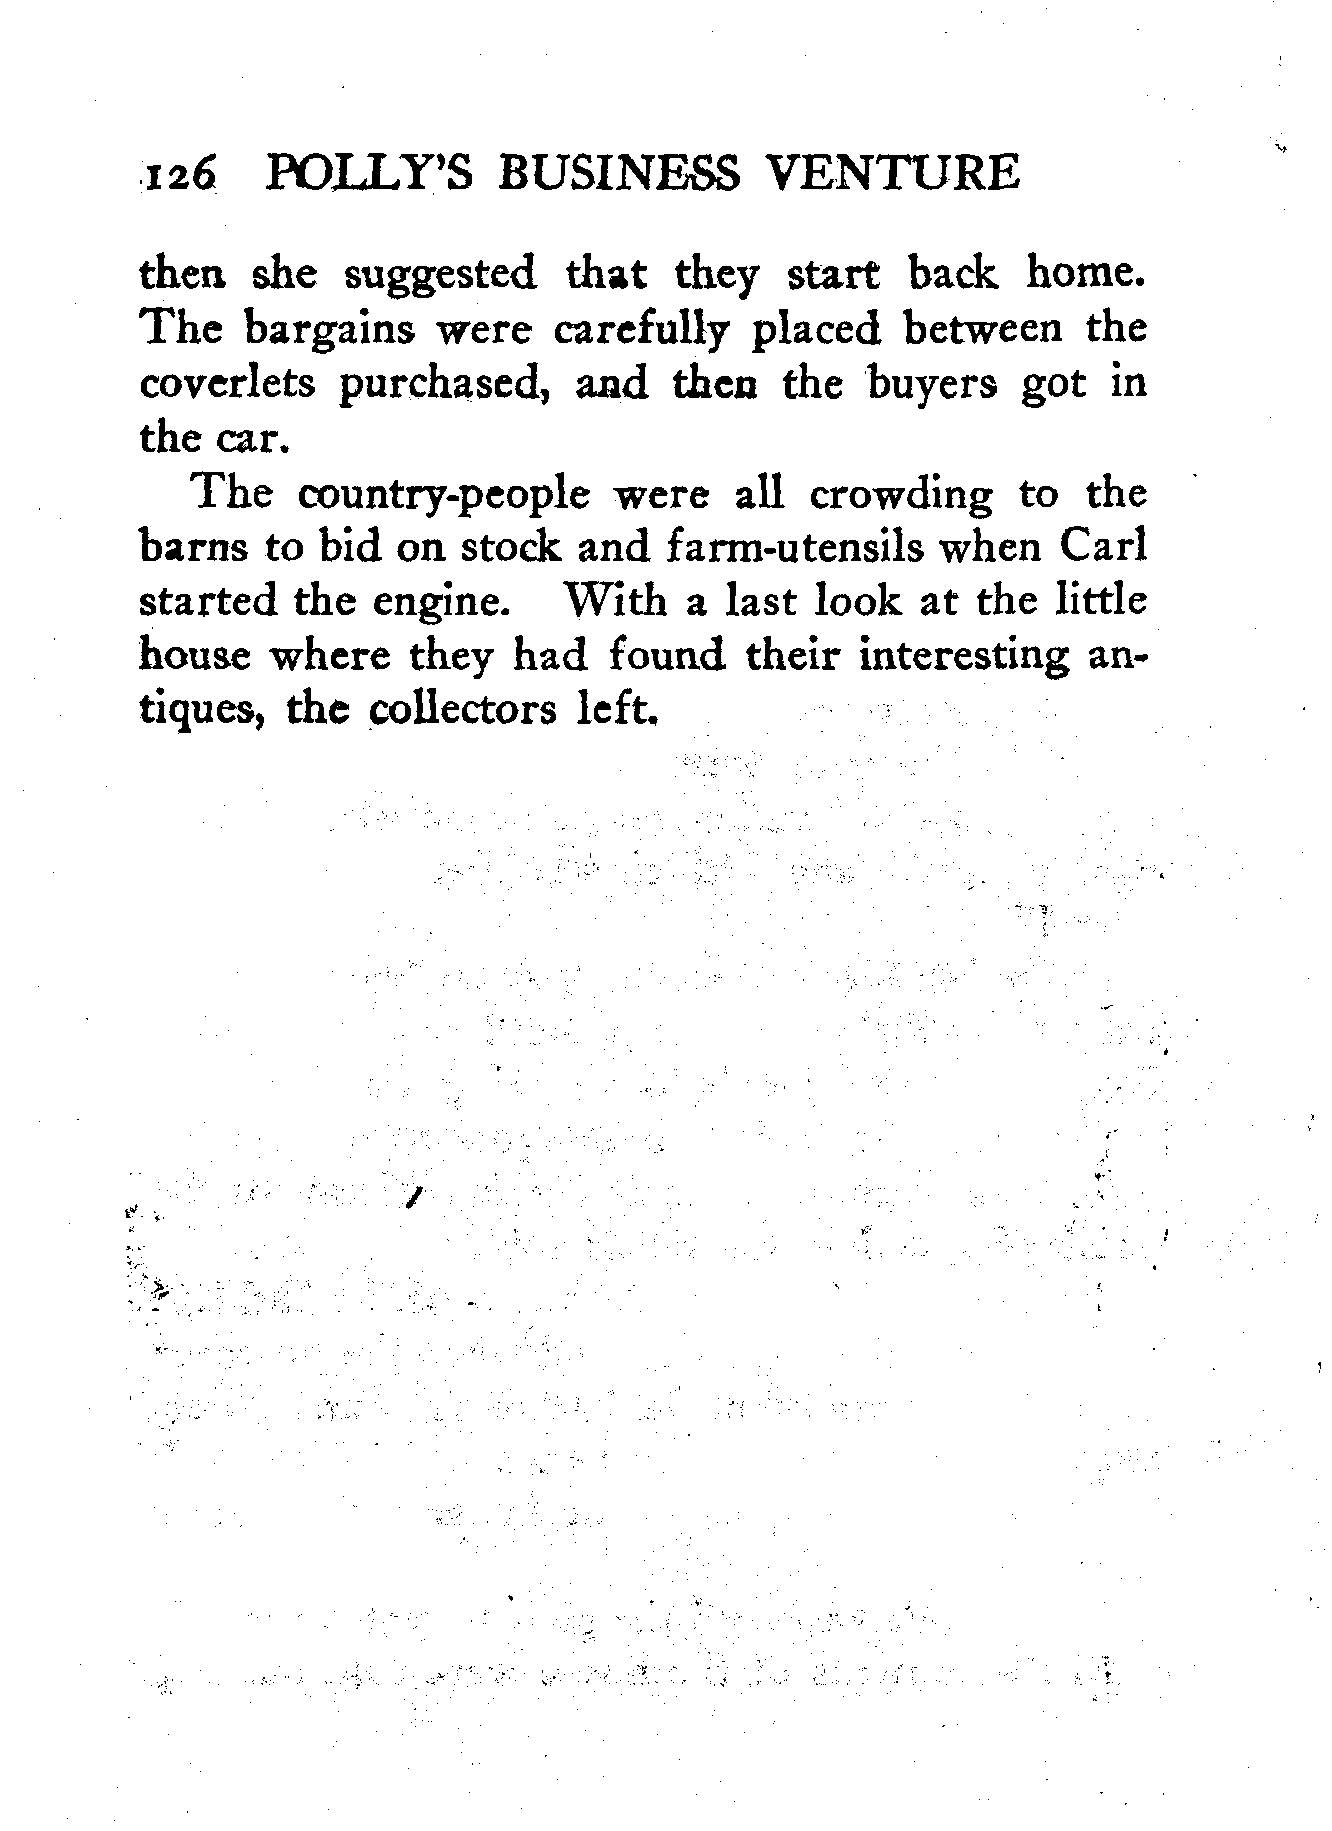 126 POLLY'S BUSINESS VENTURE
then she suggested that they start back home.
The bargains were carefully placed between the
coverlets purchased, and then the buyers got in
the car.
The country-people were all crowding to the
barns to bid on stock and farm-utensils when Carl
started the engine. With a last look at the little
house where they had found their interesting an-
tiques, the collectors left.